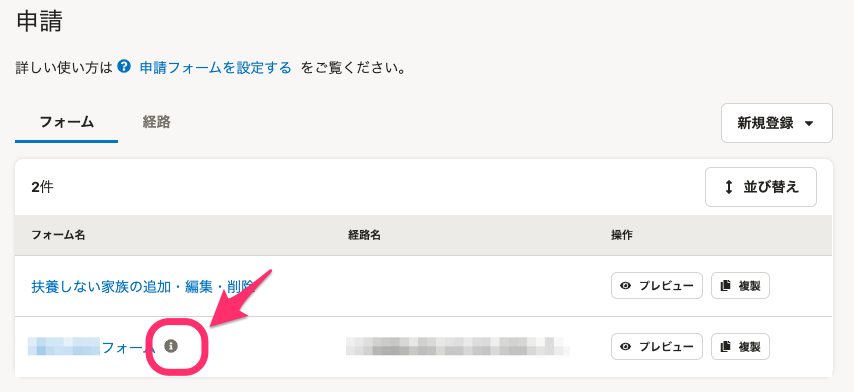 申請
詳しい使い方は 申請フォームを設定する をご覧ください。
フォーム 経路 新規登録
2件 並び替え
フォーム名 経路名 操作
扶養しない家族の追加・編集・削除 プレビュー 複製
フォーム プレビュー 複製